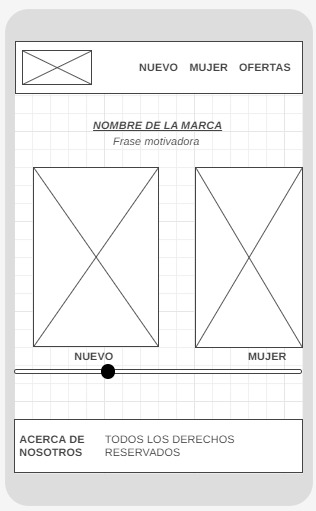 NUEVO MUJER OFERTAS
NOMBRE DE LA MARCA
Frase motivadora
NUEVO MUJER
ACERCA DE NOSOTROS
TODOS LOS DERECHOS RESERVADOS